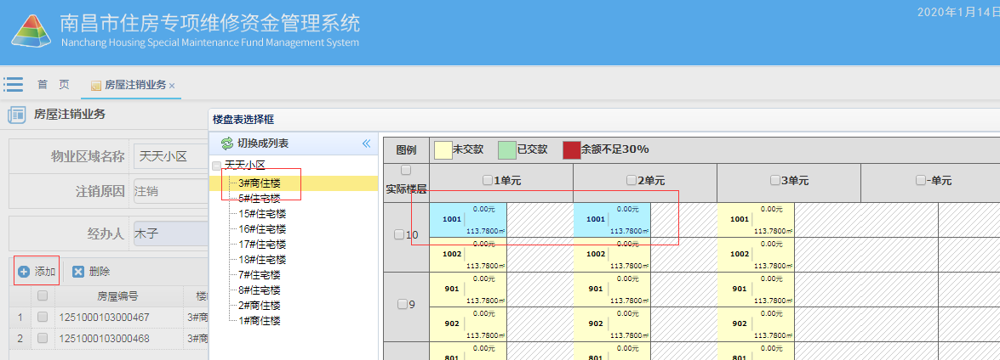 2020年1月14日
南昌市住房专项维修资金管理系统
Nanchang Housing Special Maintenance Fund Management System
首 页
房屋注销业务
房屋注销业务
物业区域名称 天天小区
注销原因 注销
经办人 木子
添加 删除
房屋编号
1 1251000103000467 3#商
2 1251000103000468 3#商
楼盘表选择框
切换成列表
天天小区
3#商住楼
5#住宅楼
15#住宅楼
16#住宅楼
17#住宅楼
18#住宅楼
7#住宅楼
8#住宅楼
2#商住楼
1#商住楼
图例 未交款 已交款 余额不足30%
实际楼层 1单元 2单元 3单元 -单元
10
0.00元 0.00元 0.00元
1001 1001 1001
113.7800㎡ 113.7800㎡ 113.7800㎡
0.00元 0.00元 0.00元
1002 1002 1002
113.7800㎡ 113.7800㎡ 113.7800㎡
9
0.00元 0.00元 0.00元
901 901 901
113.7800㎡ 113.7800㎡ 113.7800㎡
0.00元 0.00元 0.00元
902 902 902
113.7800㎡ 113.7800㎡ 113.7800㎡
0.00元 0.00元 0.00元
801 801 801